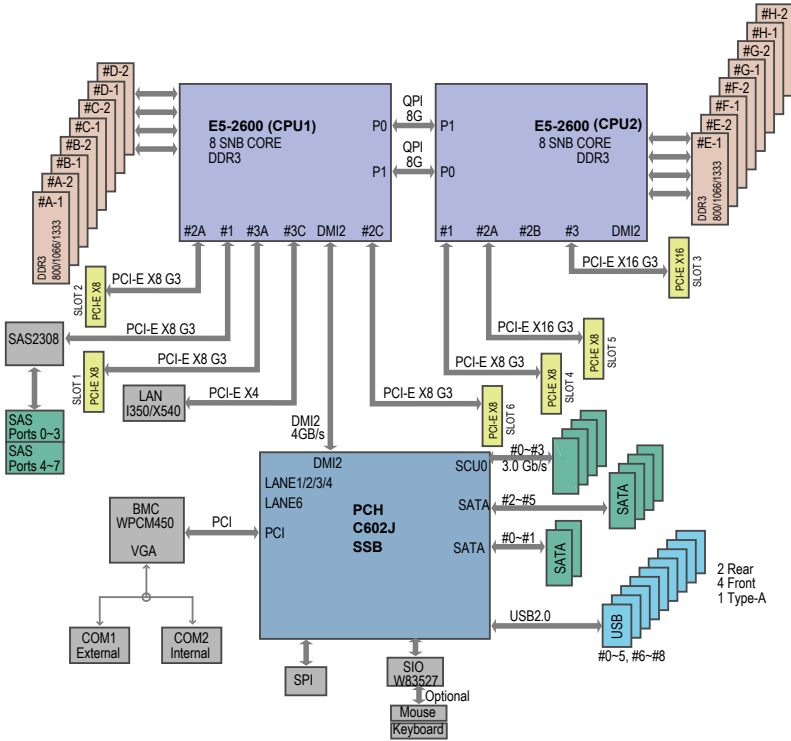 #D-2
#D-1
#C-2
#C-1
#B-2
#B-1
#A-2
#A-1
DDR3
800/1066/1333
E5-2600 (CPU1)
8 SNB CORE
DDR3
P0
P1
#2A
#1
#3A
#3C
DMI2
#2C
QPI
8G
QPI
8G
E5-2600 (CPU2)
8 SNB CORE
DDR3
P1
P0
#1
#2A
#2B
#3
DMI2
#H-2
#H-1
#G-2
#G-1
#F-2
#F-1
#E-2
#E-1
DDR3
800/1066/1333
SLOT 2
PCI-E X8
PCI-E X8 G3
PCI-E X16 G3
PCI-E X16
SLOT 3
SAS2308
PCI-E X8 G3
PCI-E X16 G3
PCI-E X8
SLOT 5
SLOT 1
PCI-E X8
PCI-E X8 G3
PCI-E X8 G3
PCI-E X8
SLOT 4
LAN
I350/X540
PCI-E X4
PCI-E X8 G3
PCI-E X8
SLOT 6
SAS
Ports 0~3
SAS
Ports 4~7
DMI2
4GB/s
DMI2
LANE1/2/3/4
LANE6
PCI
PCH
C602J
SSB
SCU0
SATA
SATA
#0~#3
3.0 Gb/s
#2~#5
SATA
#0~#1
SATA
BMC
WPCM450
VGA
PCI
COM1
External
COM2
Internal
USB2.0
USB
2 Rear
4 Front
1 Type-A
#0~5, #6~#8
SPI
SIO
W83527
Optional
Mouse
Keyboard